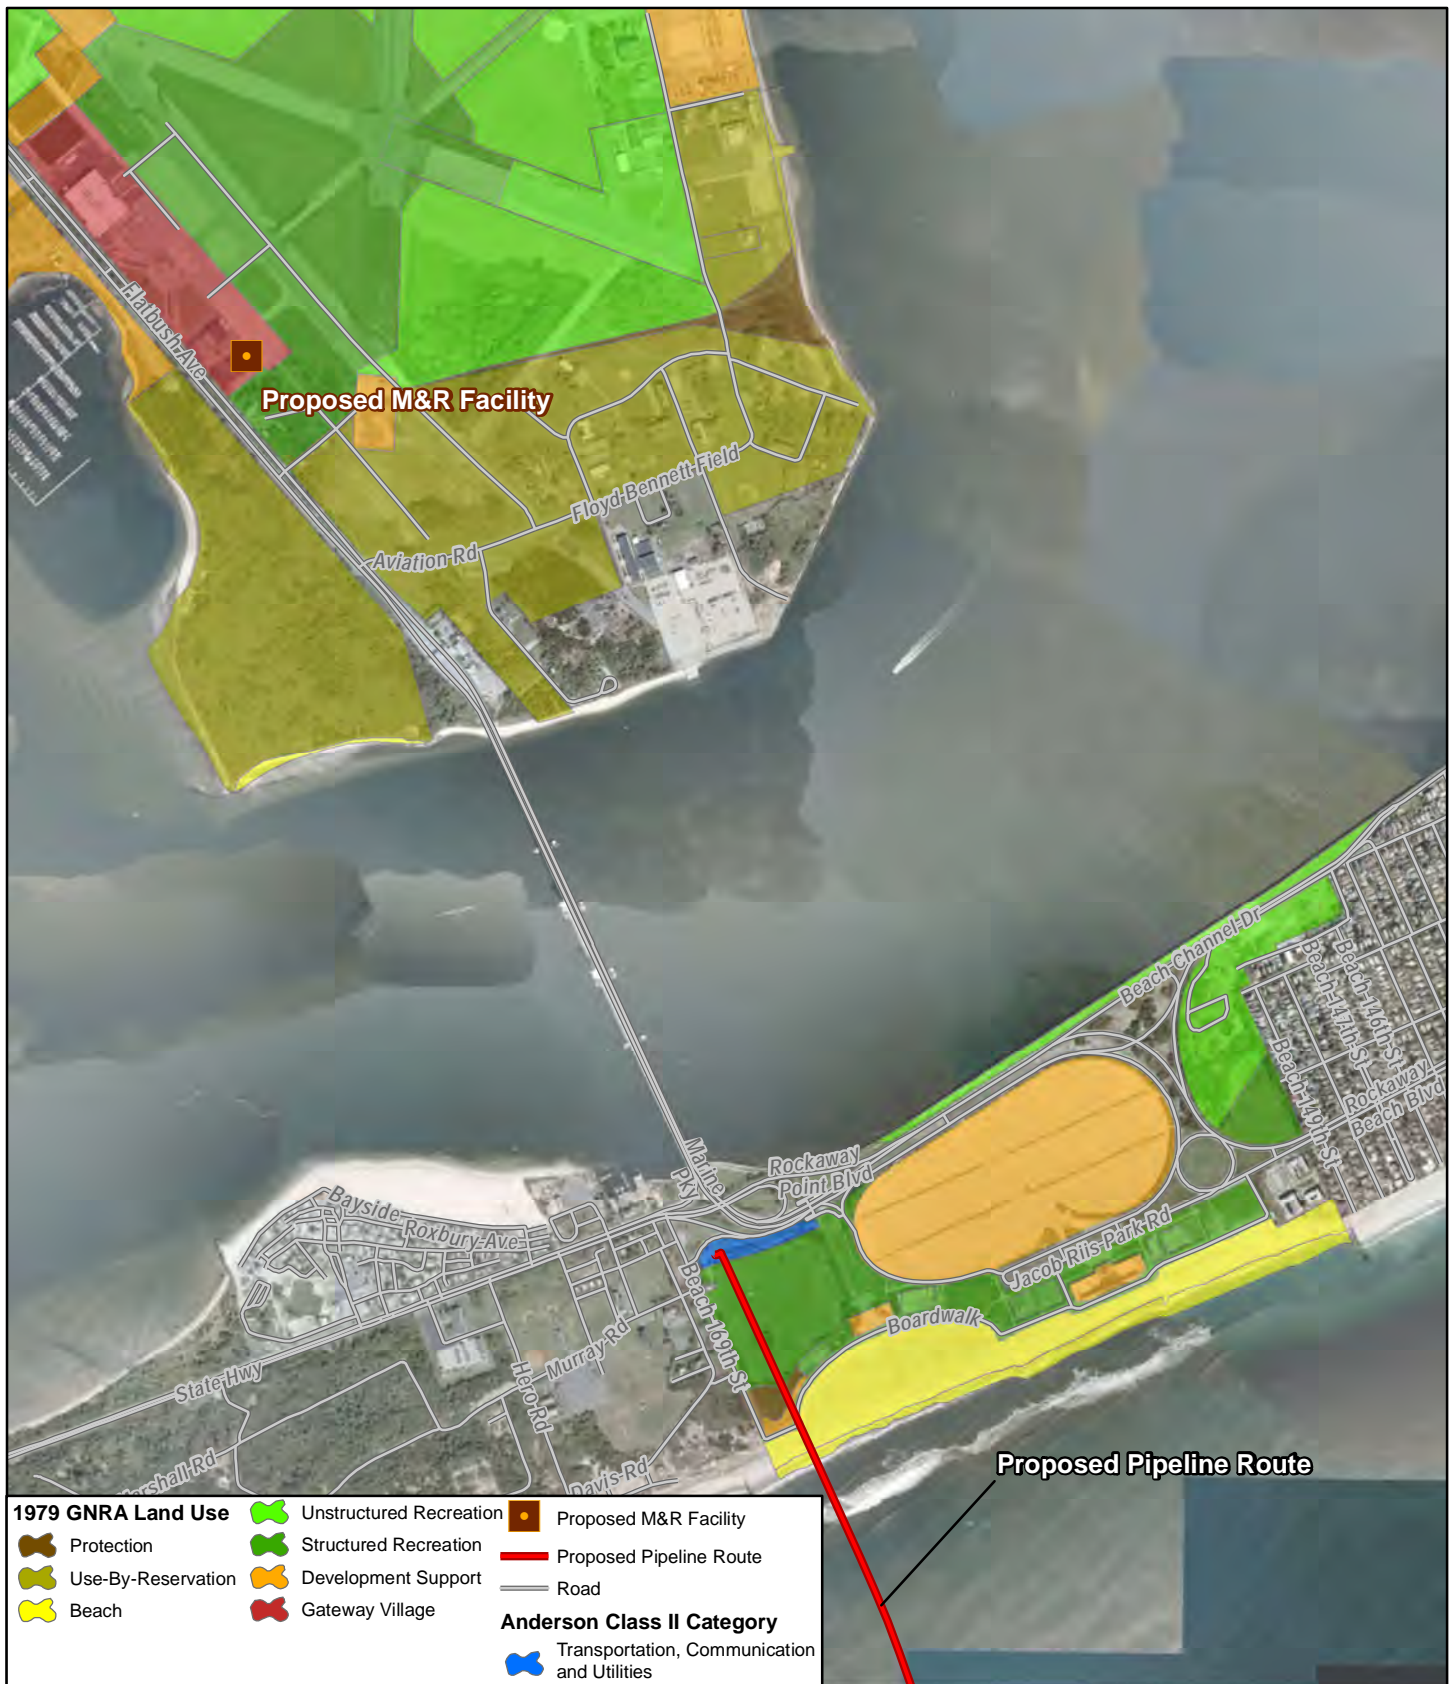 Flatbush Ave
Proposed M&R Facility
Floyd Bennett Field
Aviation Rd
Beach Channel Dr
Beach 146th St
Beach 147th St
Beach 149th St
Rockaway
Beach Blvd
Marine
Pky
Rockaway
Point Blvd
Bayside
Roxbury Ave
Jacob Riis Park Rd
Boardwalk
Beach 169th St
Murray Rd
Hero Rd
State Hwy
Davis Rd
Proposed Pipeline Route
1979 GNRA Land Use
Protection
Use-By-Reservation
Beach
Unstructured Recreation
Structured Recreation
Development Support
Gateway Village
Proposed M&R Facility
Proposed Pipeline Route
Road
Anderson Class II Category
Transportation, Communication
and Utilities